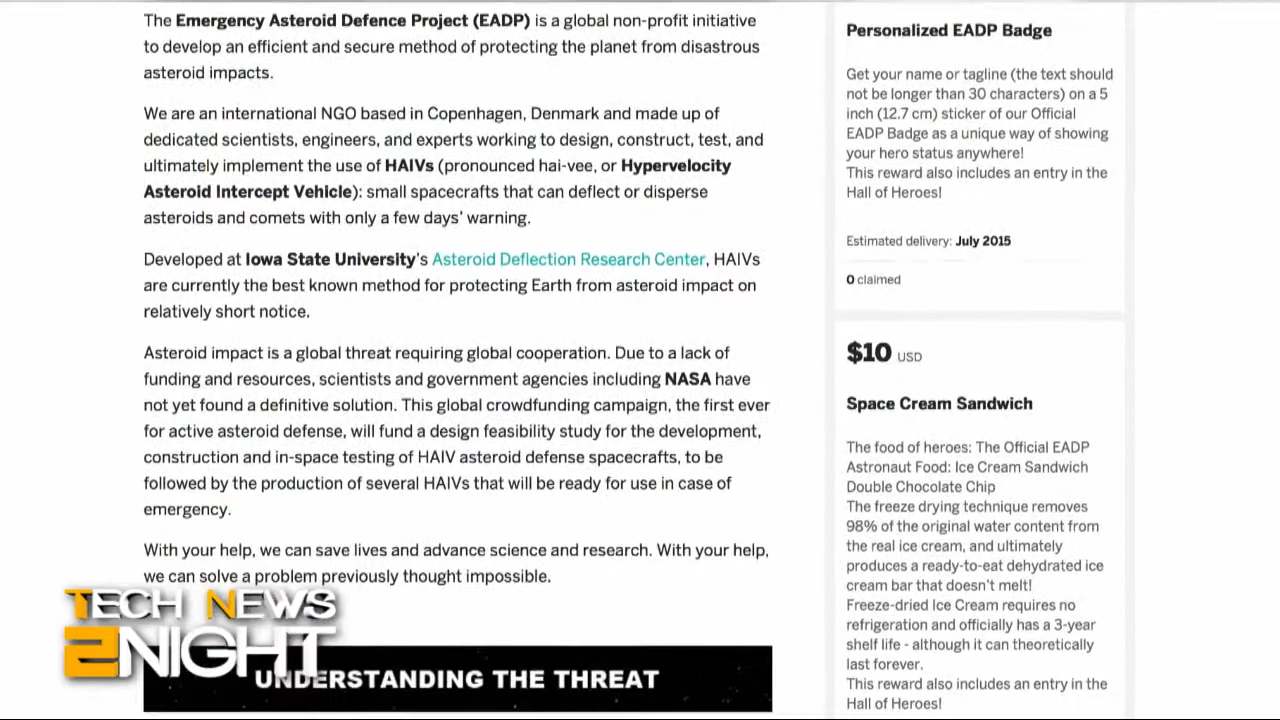 The Emergency Asteroid Defence Project (EADP) is a global non-profit initiative
to develop an efficient and secure method of protecting the planet from disastrous
asteroid impacts.
We are an international NGO based in Copenhagen, Denmark and made up of
dedicated scientists, engineers, and experts working to design, construct, test, and
ultimately implement the use of HAIVs (pronounced hai-vee, or Hypervelocity
Asteroid Intercept Vehicle): small spacecrafts that can deflect or disperse
asteroids and comets with only a few days' warning.
Developed at Iowa State University's Asteroid Deflection Research Center, HAIVs
are currently the best known method for protecting Earth from asteroid impact on
relatively short notice.
Asteroid impact is a global threat requiring global cooperation. Due to a lack of
funding and resources, scientists and government agencies including NASA have
not yet found a definitive solution. This global crowdfunding campaign, the first ever
for active asteroid defense, will fund a design feasibility study for the development,
construction and in-space testing of HAIV asteroid defense spacecrafts, to be
followed by the production of several HAIVs that will be ready for use in case of
emergency.
With your help, we can save lives and advance science and research. With your help,
we can solve a problem previously thought impossible.
TECH NEWS
2NIGHT
UNDERSTANDING THE THREAT
Personalized EADP Badge
Get your name or tagline (the text should
not be longer than 30 characters) on a 5
inch (12.7 cm) sticker of our Official
EADP Badge as a unique way of showing
your hero status anywhere!
This reward also includes an entry in the
Hall of Heroes!
Estimated delivery: July 2015
0 claimed
$10 USD
Space Cream Sandwich
The food of heroes: The Official EADP
Astronaut Food: Ice Cream Sandwich
Double Chocolate Chip
The freeze drying technique removes
98% of the original water content from
the real ice cream, and ultimately
produces a ready-to-eat dehydrated ice
cream bar that doesn't melt!
Freeze-dried Ice Cream requires no
refrigeration and officially has a 3-year
shelf life - although it can theoretically
last forever.
This reward also includes an entry in the
Hall of Heroes!